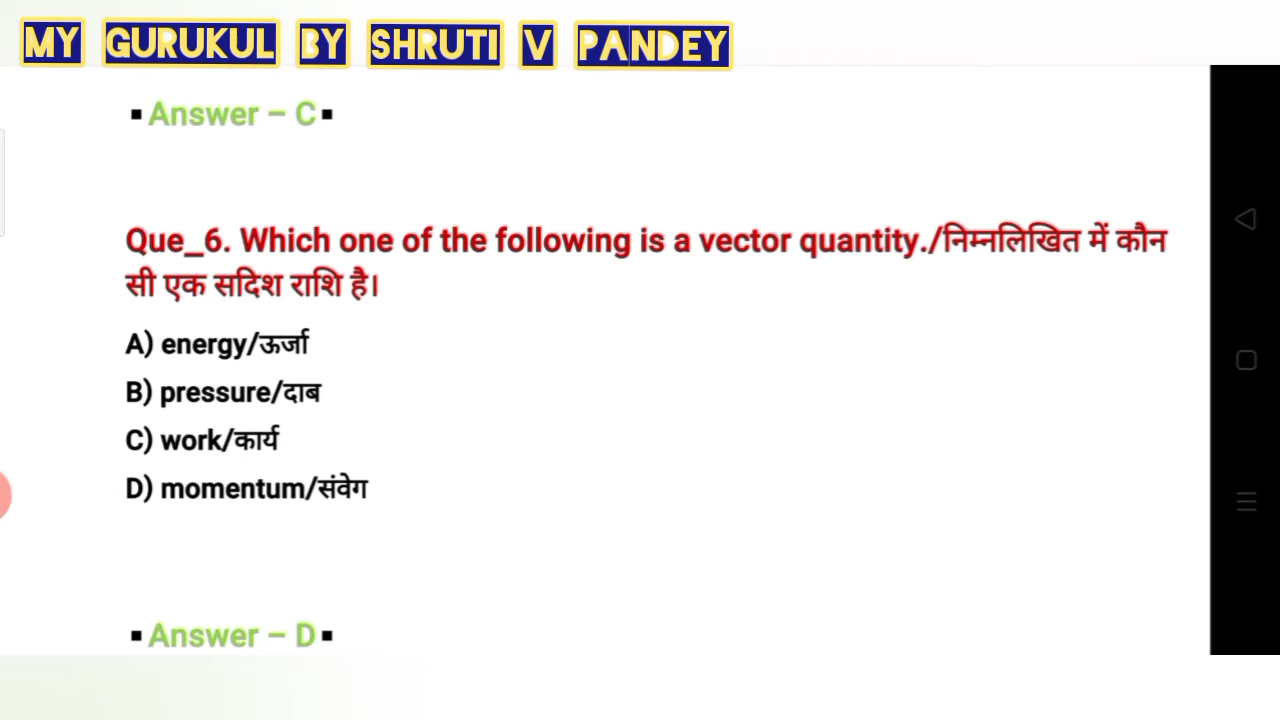 MY GURUKUL BY SHRUTI V PANDEY
▪Answer – C▪
Que_6. Which one of the following is a vector quantity./निम्नलिखित में कौन
सी एक सदिश राशि है।
A) energy/ऊर्जा
B) pressure/दाब
C) work/कार्य
D) momentum/संवेग
▪Answer – D▪